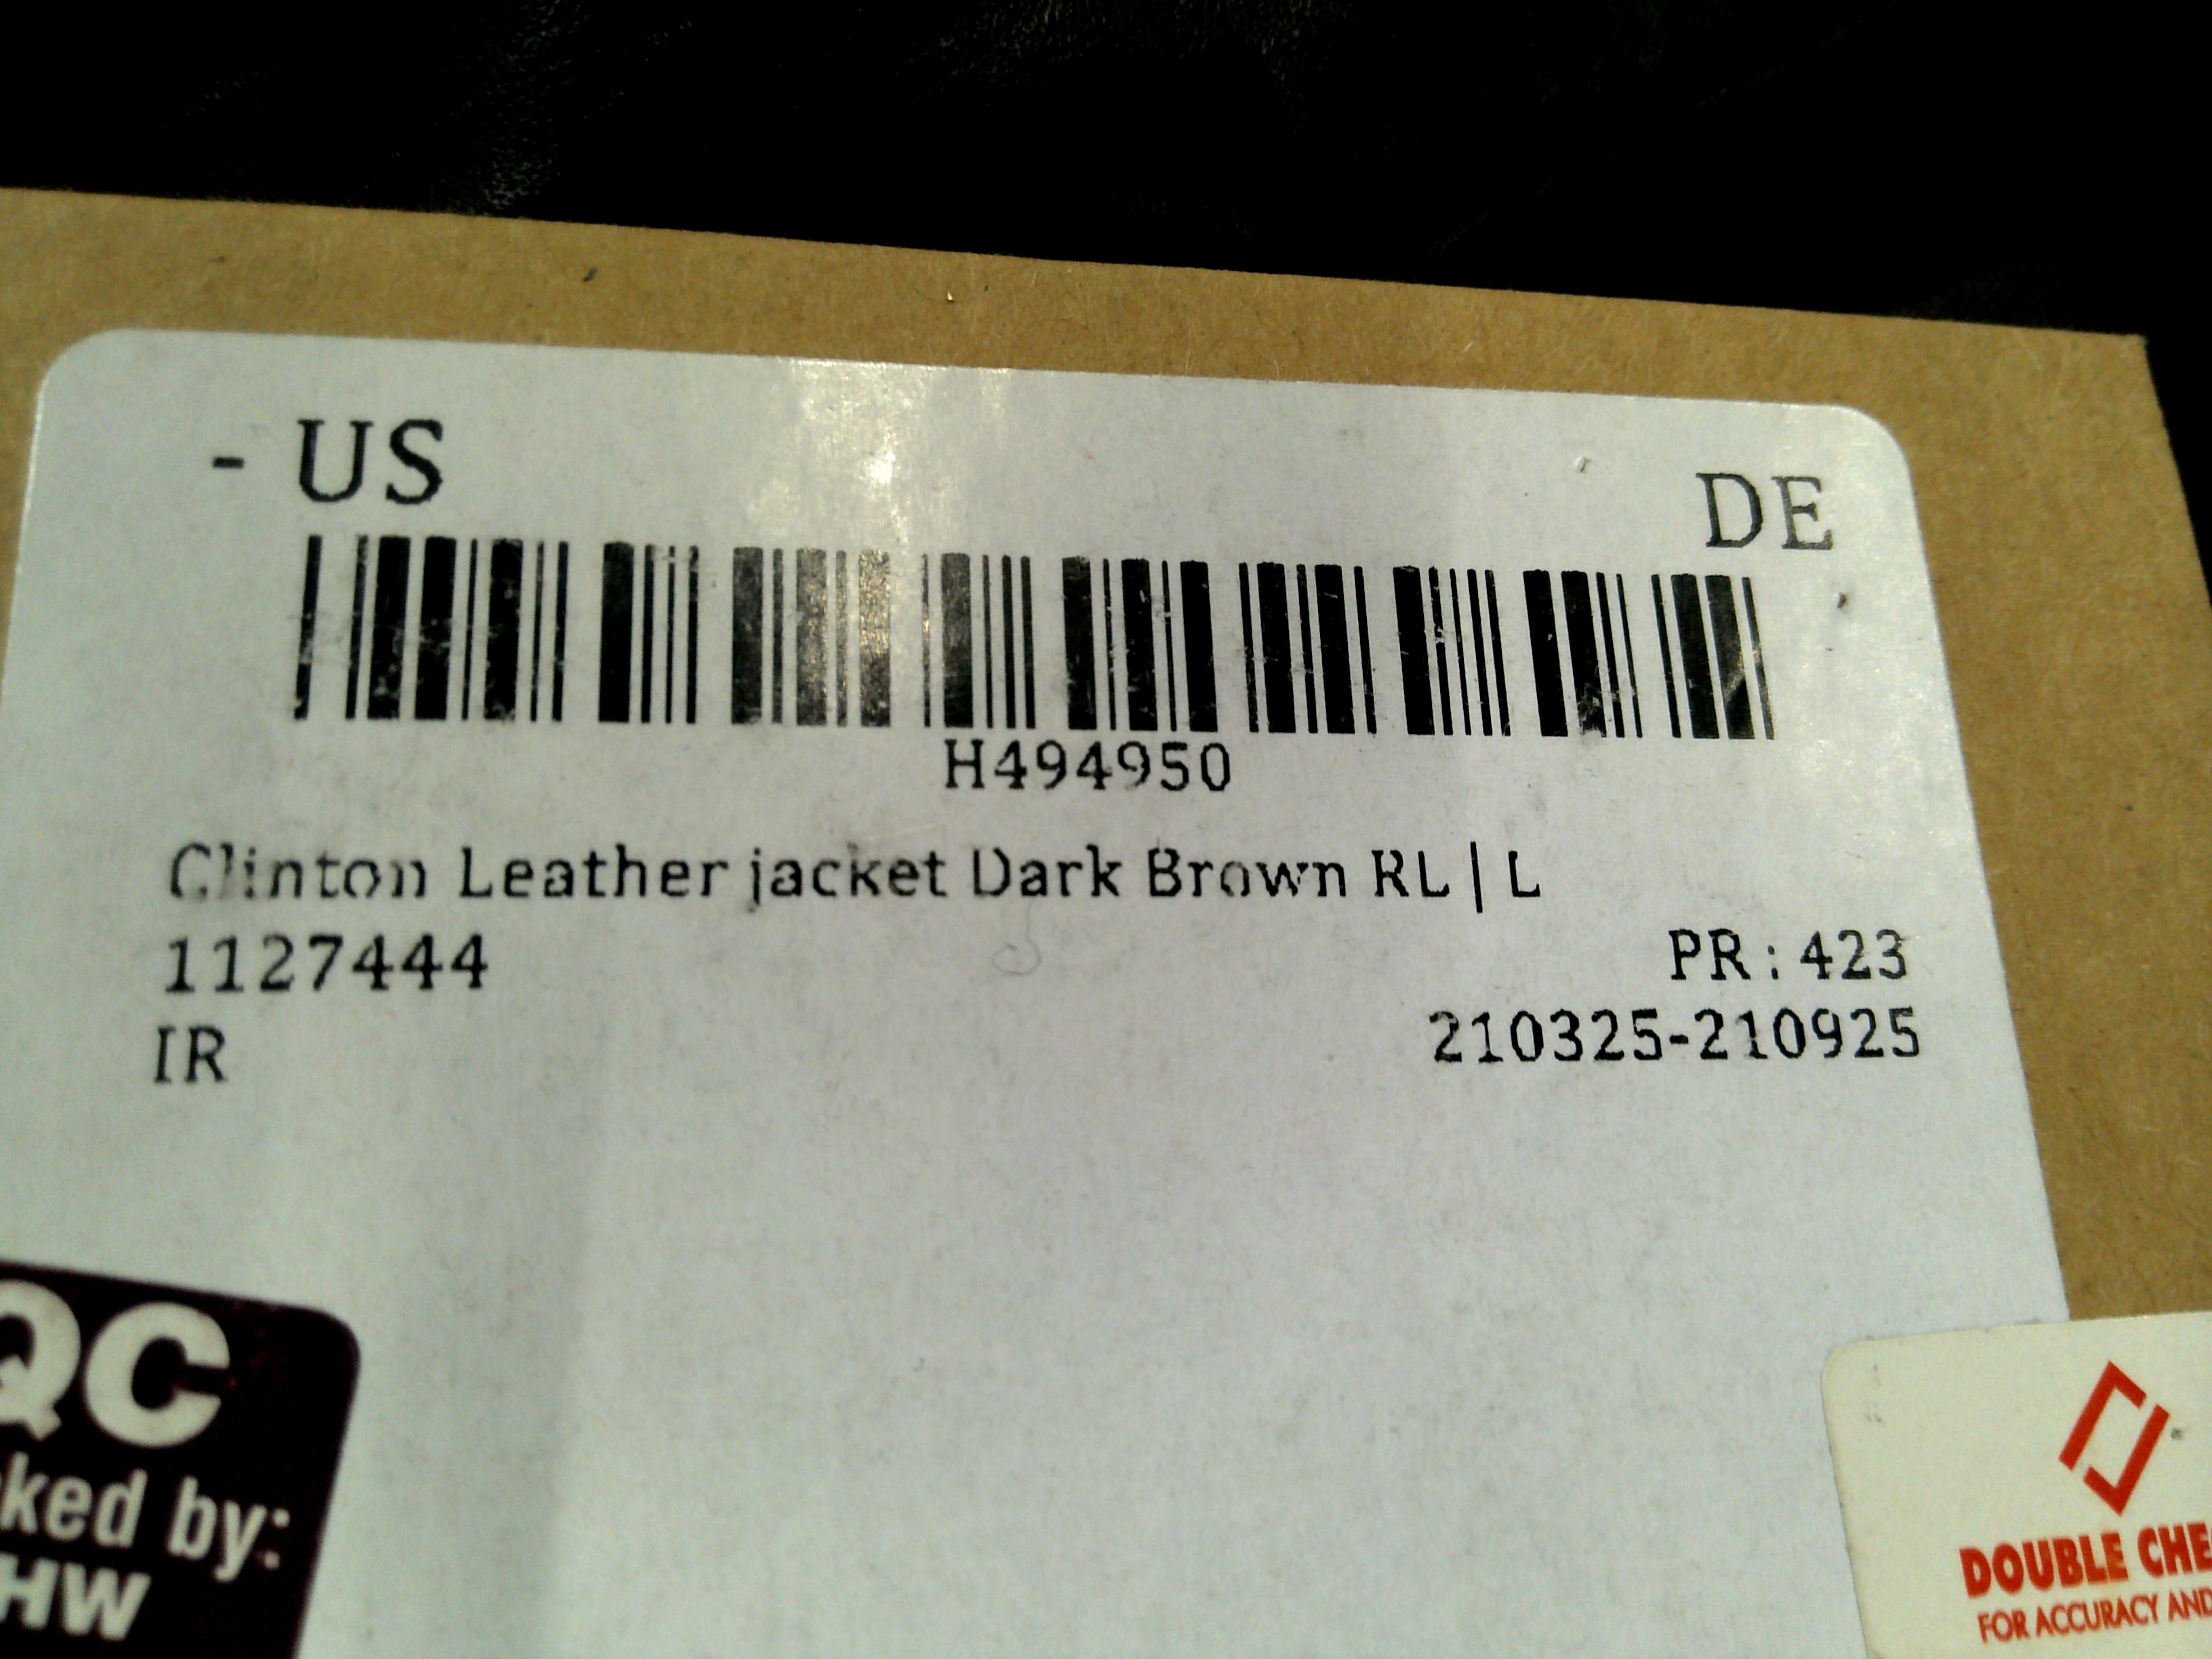 - US
DE
H494950
Clinton Leather jacket Dark Brown RL | L
1127444
PR : 423
IR
210325-210925
QC
ked by:
HW
DOUBLE CHE
FOR ACCURACY AND